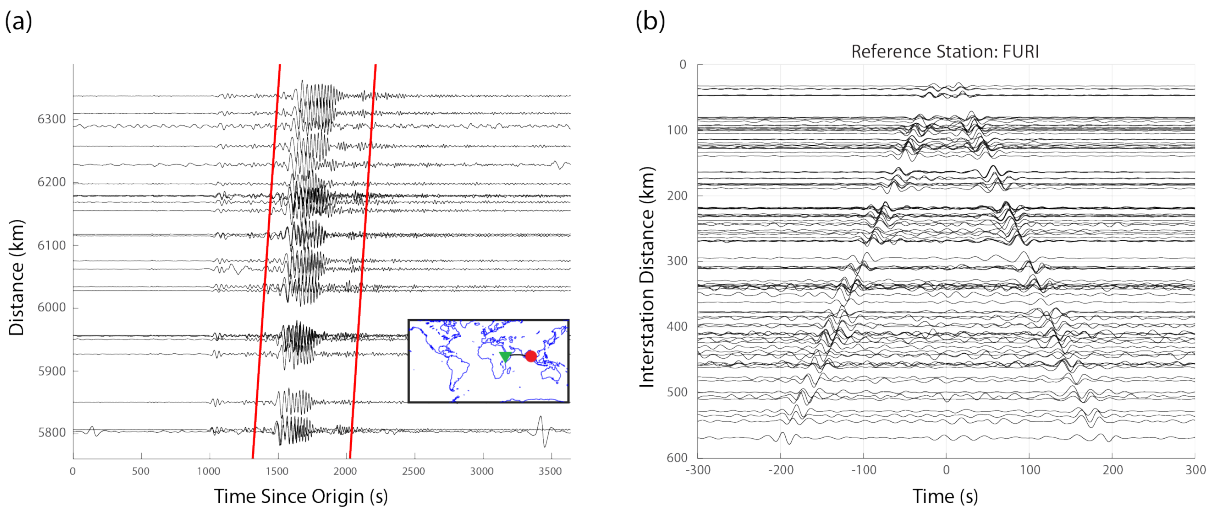 (a)
Distance (km)
6300
6200
6100
6000
5900
5800
0 500 1000 1500 2000 2500 3000 3500
Time Since Origin (s)
(b)
Reference Station: FURI
Interstation Distance (km)
0
100
200
300
400
500
600
-300 -200 -100 0 100 200 300
Time (s)